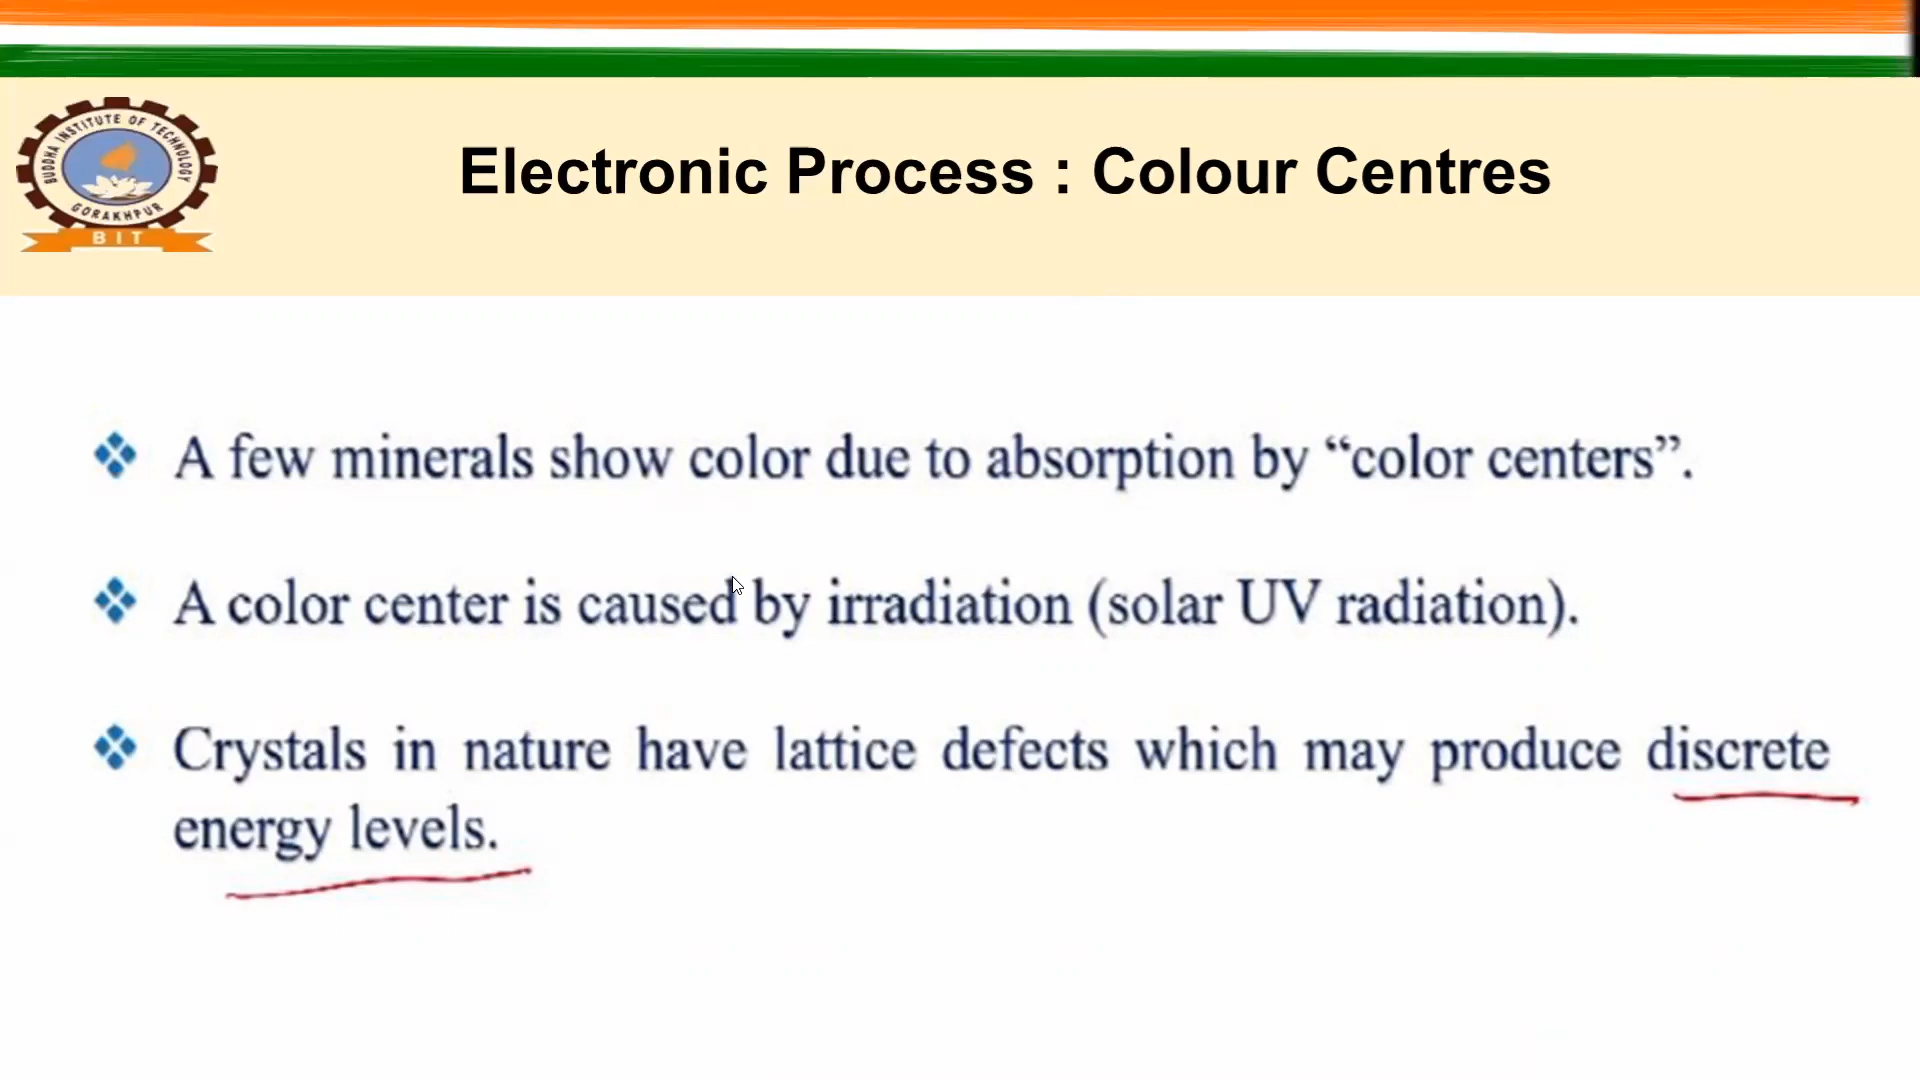 BUDDHA INSTITUTE OF TECHNOLOGY
GORAKHPUR
BIT
Electronic Process : Colour Centres
A few minerals show color due to absorption by “color centers”.
A color center is caused by irradiation (solar UV radiation).
Crystals in nature have lattice defects which may produce discrete
energy levels.